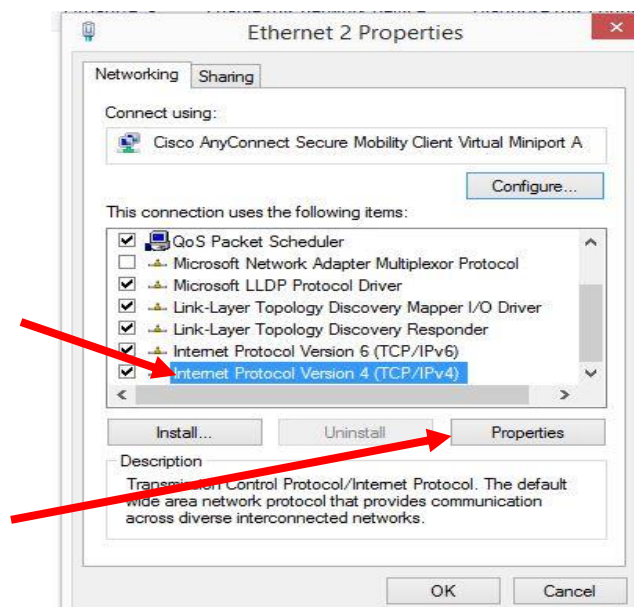 Ethernet 2 Properties
Networking
Sharing
Connect using:
Cisco AnyConnect Secure Mobility Client Virtual Miniport A
Configure...
This connection uses the following items:
QoS Packet Scheduler
Microsoft Network Adapter Multiplexor Protocol
Microsoft LLDP Protocol Driver
Link-Layer Topology Discovery Mapper I/O Driver
Link-Layer Topology Discovery Responder
Internet Protocol Version 6 (TCP/IPv6)
Internet Protocol Version 4 (TCP/IPv4)
Install...
Uninstall
Properties
Description
Transmission Control Protocol/Internet Protocol. The default
wide area network protocol that provides communication
across diverse interconnected networks.
OK
Cancel